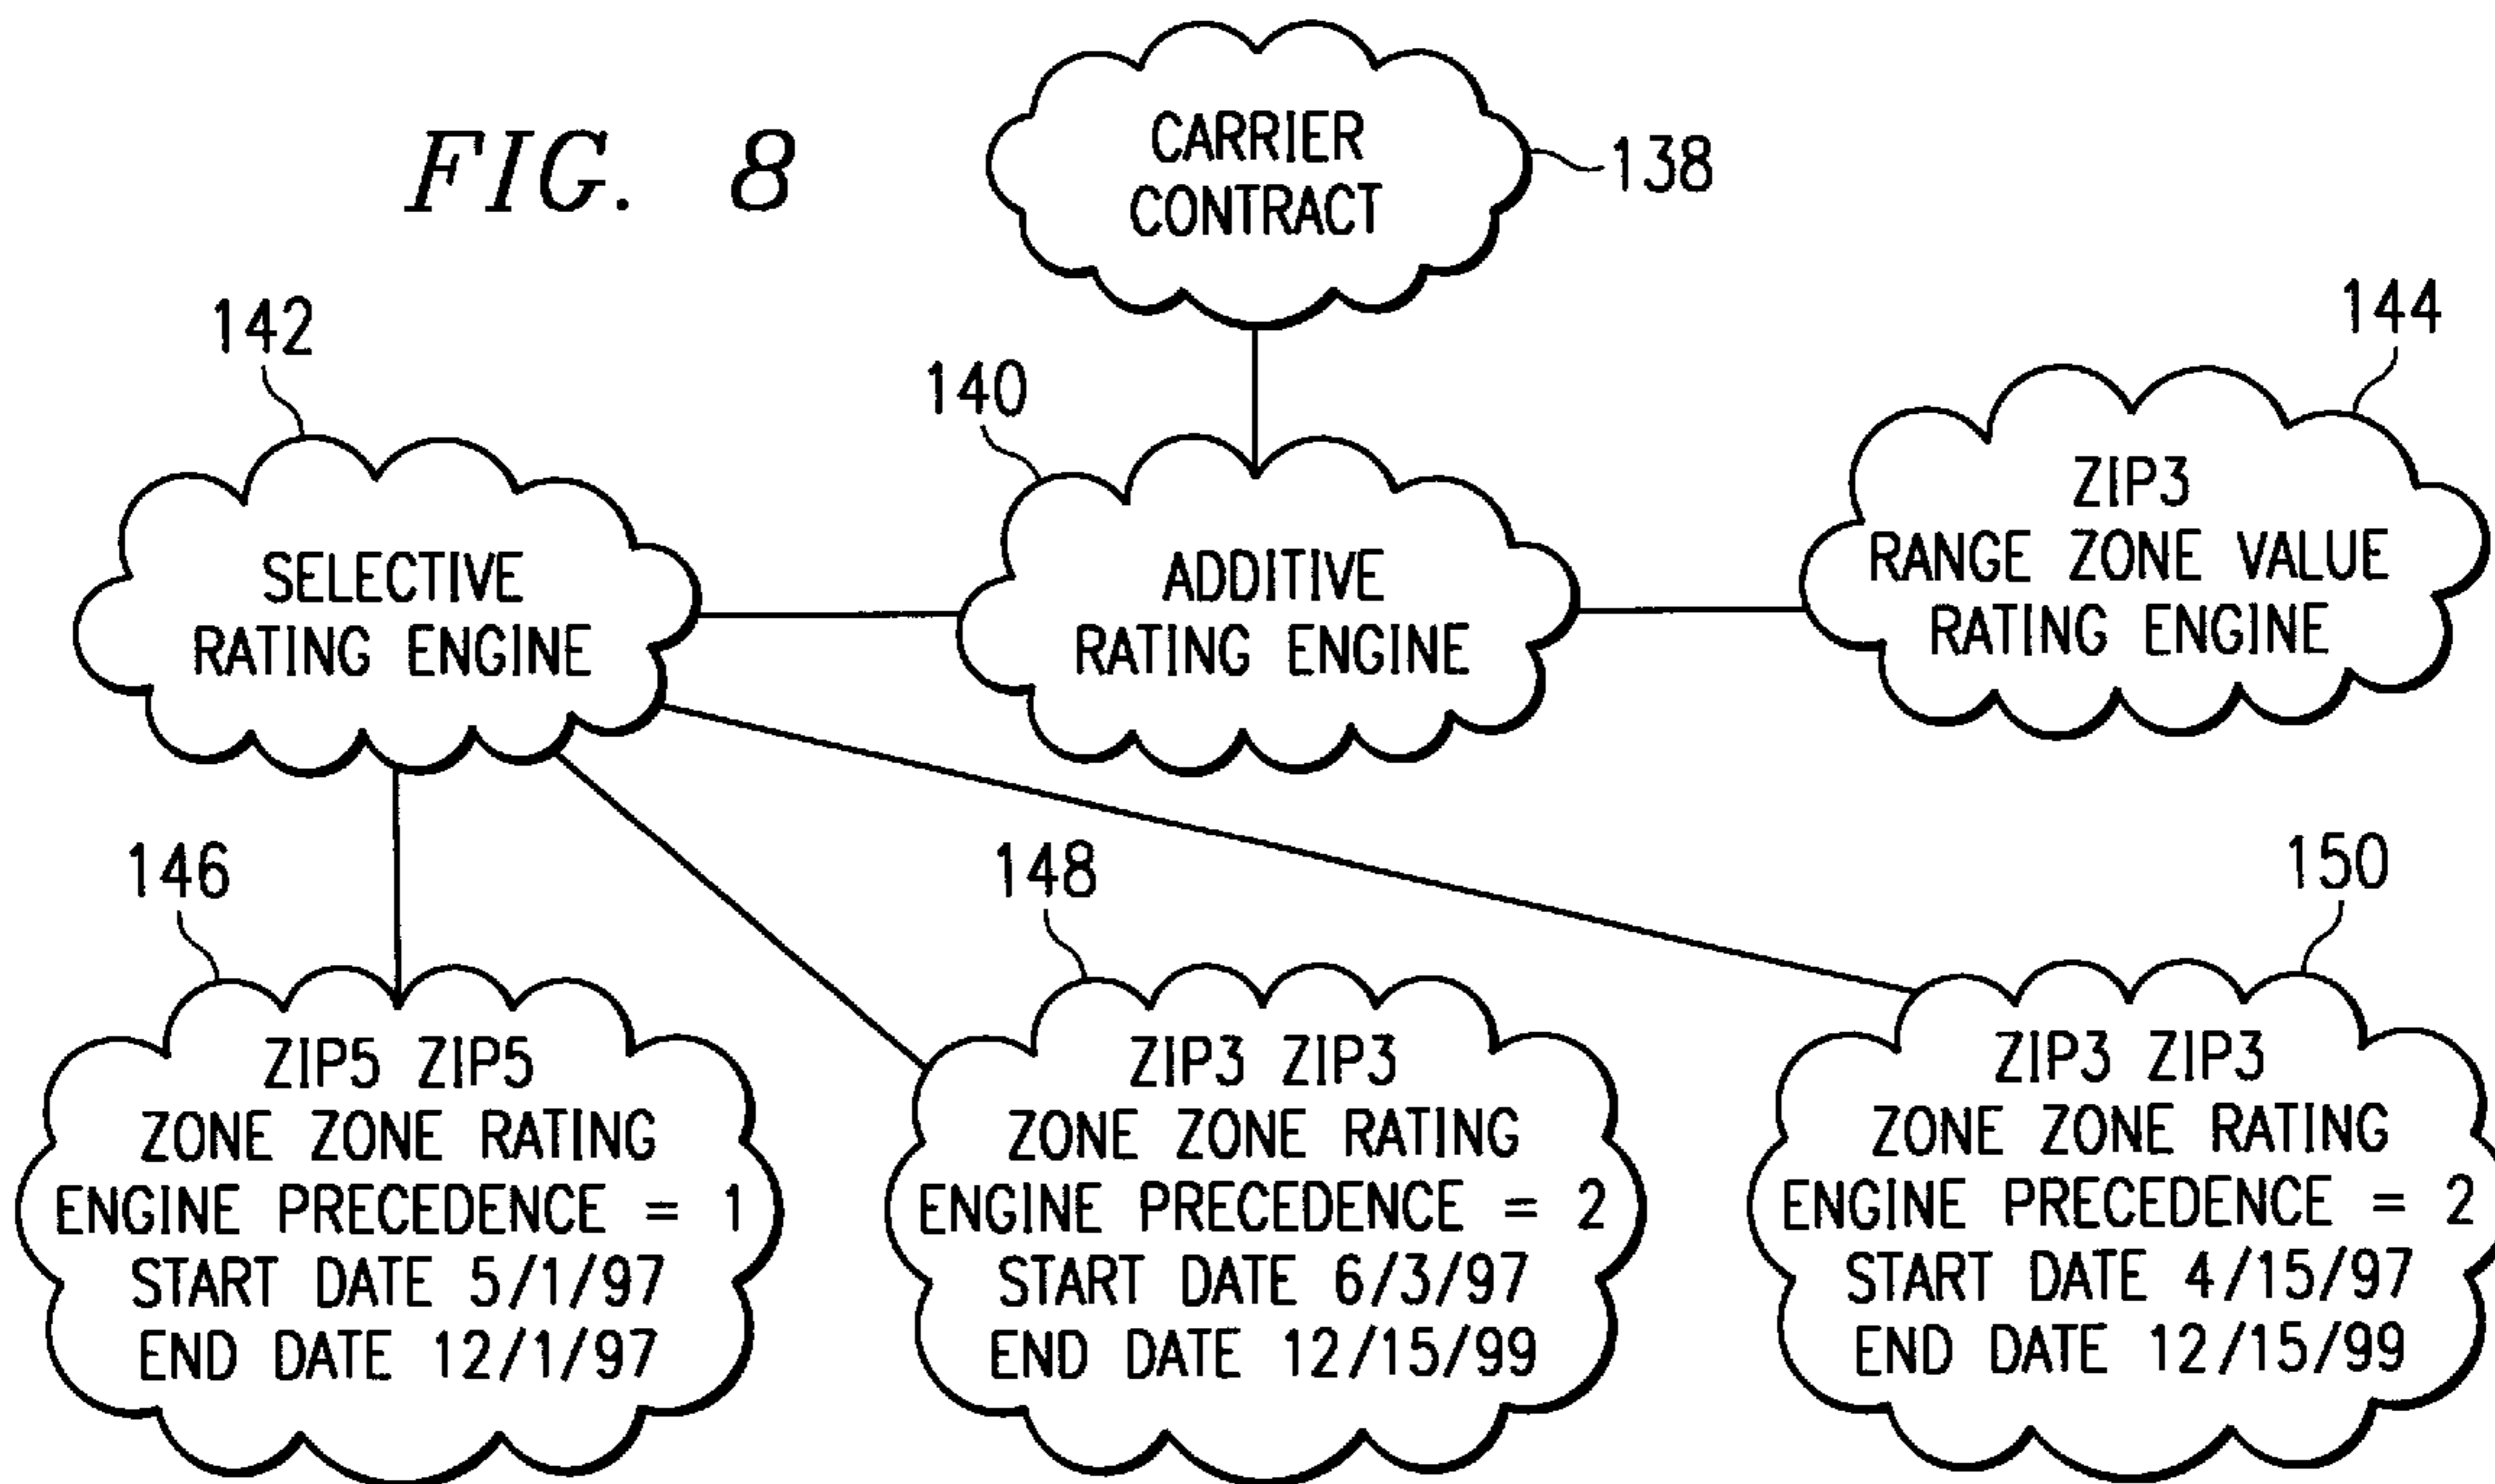 FIG. 8
CARRIER
CONTRACT
138
142
140
144
SELECTIVE
RATING ENGINE
ADDITIVE
RATING ENGINE
ZIP3
RANGE ZONE VALUE
RATING ENGINE
146
148
150
ZIP5 ZIP5
ZONE ZONE RATING
ENGINE PRECEDENCE = 1
START DATE 5/1/97
END DATE 12/1/97
ZIP3 ZIP3
ZONE ZONE RATING
ENGINE PRECEDENCE = 2
START DATE 6/3/97
END DATE 12/15/99
ZIP3 ZIP3
ZONE ZONE RATING
ENGINE PRECEDENCE = 2
START DATE 4/15/97
END DATE 12/15/99